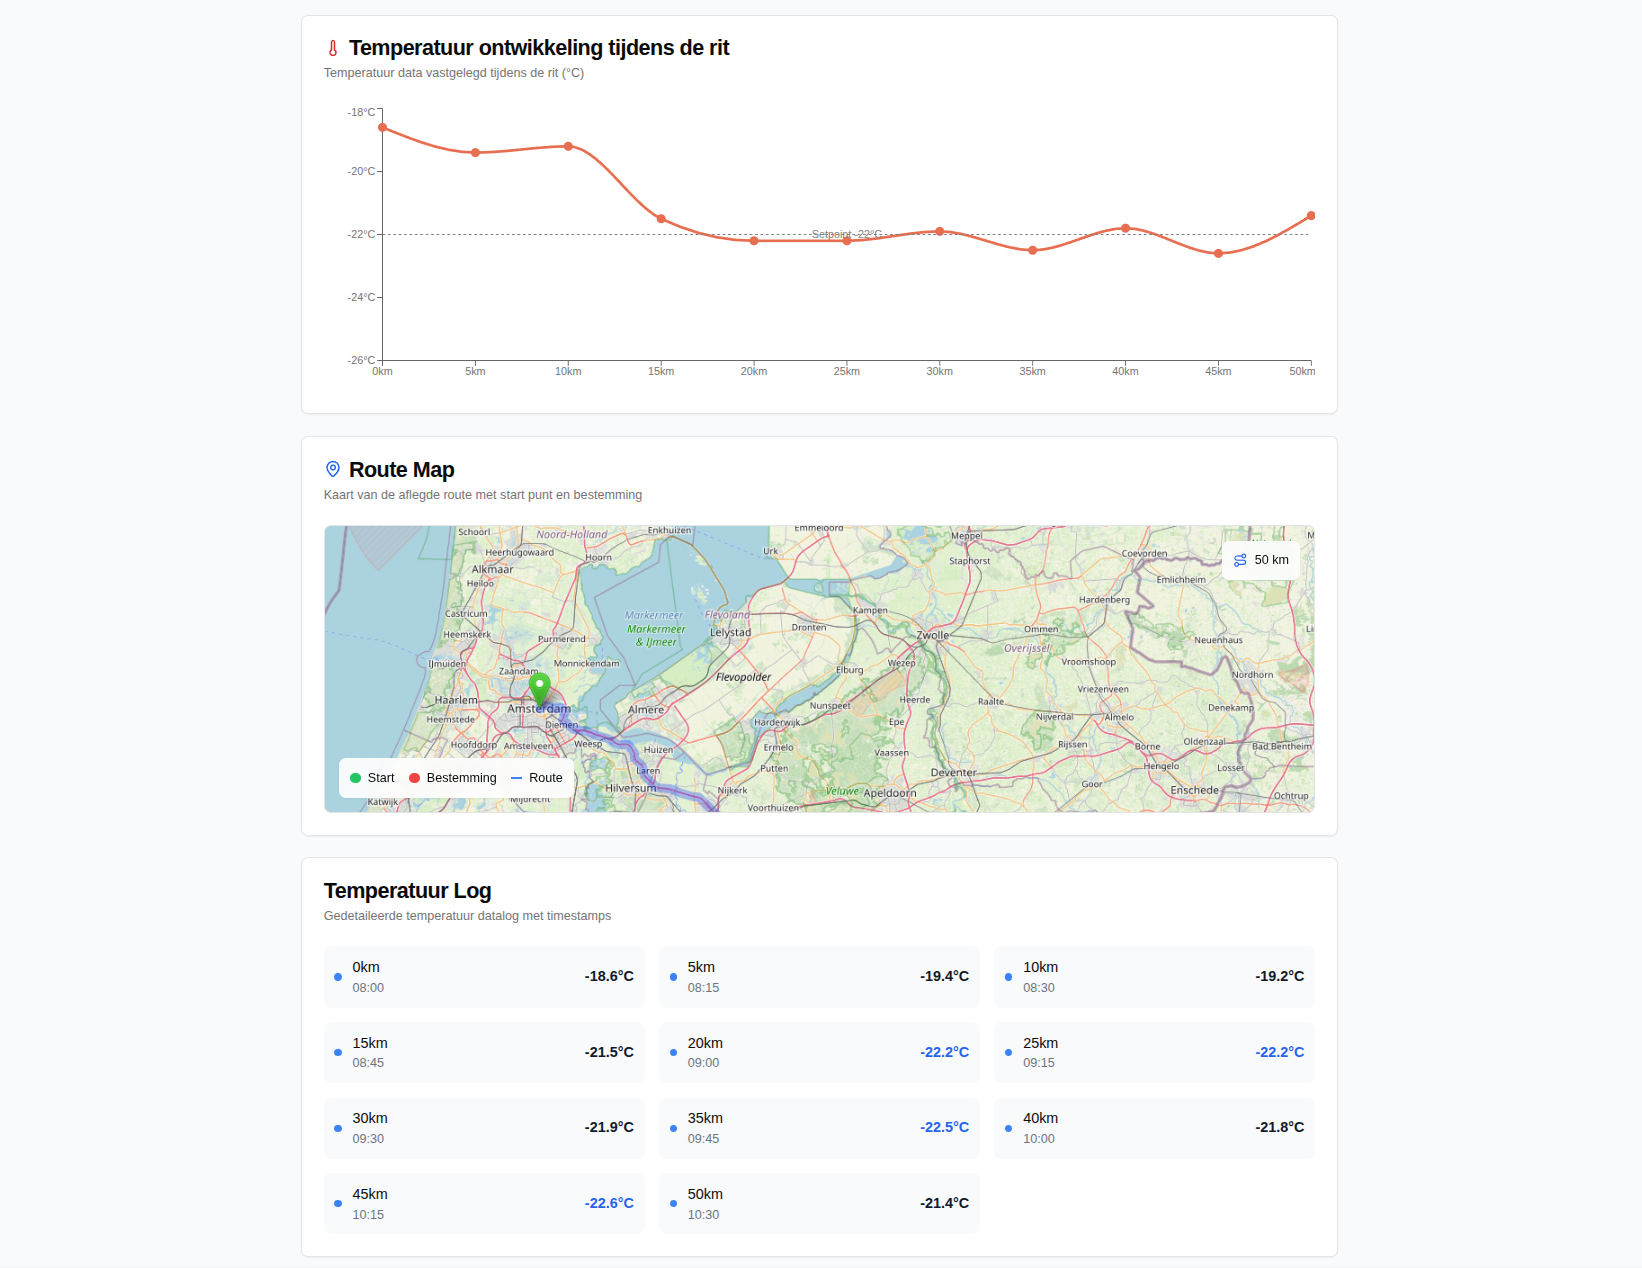 Temperatuur ontwikkeling tijdens de rit
Temperatuur data vastgelegd tijdens de rit (°C)
-18°C
-20°C
-22°C
Setpoint -22°C
-24°C
-26°C
0km 5km 10km 15km 20km 25km 30km 35km 40km 45km 50km
Route Map
Kaart van de aflegde route met start punt en bestemming
Schoorl Noord-Holland Enkhuizen Emmeloord Meppel
Heerhugowaard Hoorn Urk Staphorst Coevorden
50 km
Alkmaar
Heiloo Emlichheim
Castricum Markermeer Flevoland Kampen Hardenberg
Heemskerk Purmerend Markermeer
& IJmeer
Lelystad Dronten Zwolle Ommen Neuenhaus
Overijssel
IJmuiden Zaandam Monnickendam Elburg Wezep Vroomshoop
Flevopolder Nordhorn
Haarlem Amsterdam Almere Nunspeet Heerde Raalte Vriezenveen Denekamp
Heemstede Diemen Harderwijk Epe Nijverdal Almelo
Hoofddorp Amstelveen Weesp Huizen Ermelo Vaassen Rijssen Borne Oldenzaal Bad Bentheim
Laren Putten Deventer Hengelo Losser
Start Bestemming Route
Hilversum Nijkerk Veluwe Apeldoorn Goor Enschede Ochtrup
Katwijk Mijdrecht Voorthuizen
Temperatuur Log
Gedetaileerde temperatuur datalog met timestamps
0km
08:00
-18.6°C
5km
08:15
-19.4°C
10km
08:30
-19.2°C
15km
08:45
-21.5°C
20km
09:00
-22.2°C
25km
09:15
-22.2°C
30km
09:30
-21.9°C
35km
09:45
-22.5°C
40km
10:00
-21.8°C
45km
10:15
-22.6°C
50km
10:30
-21.4°C